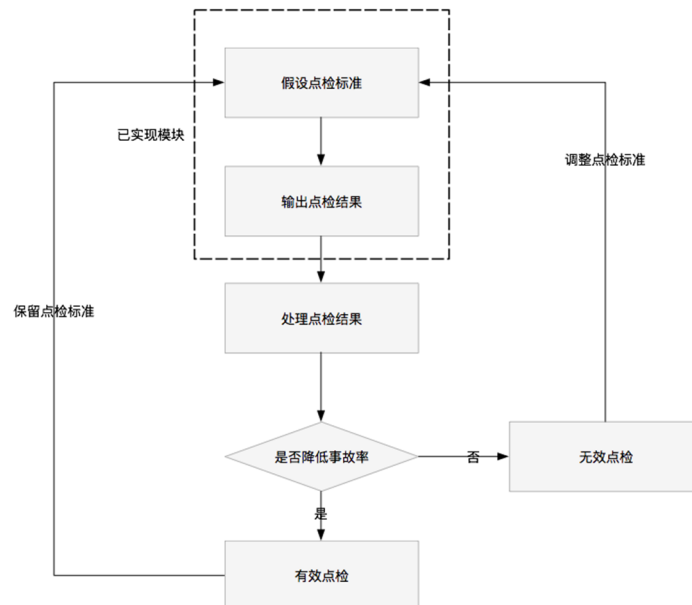 假设点检标准
已实现模块
调整点检标准
输出点检结果
保留点检标准
处理点检结果
是否降低事故率
否
无效点检
是
有效点检